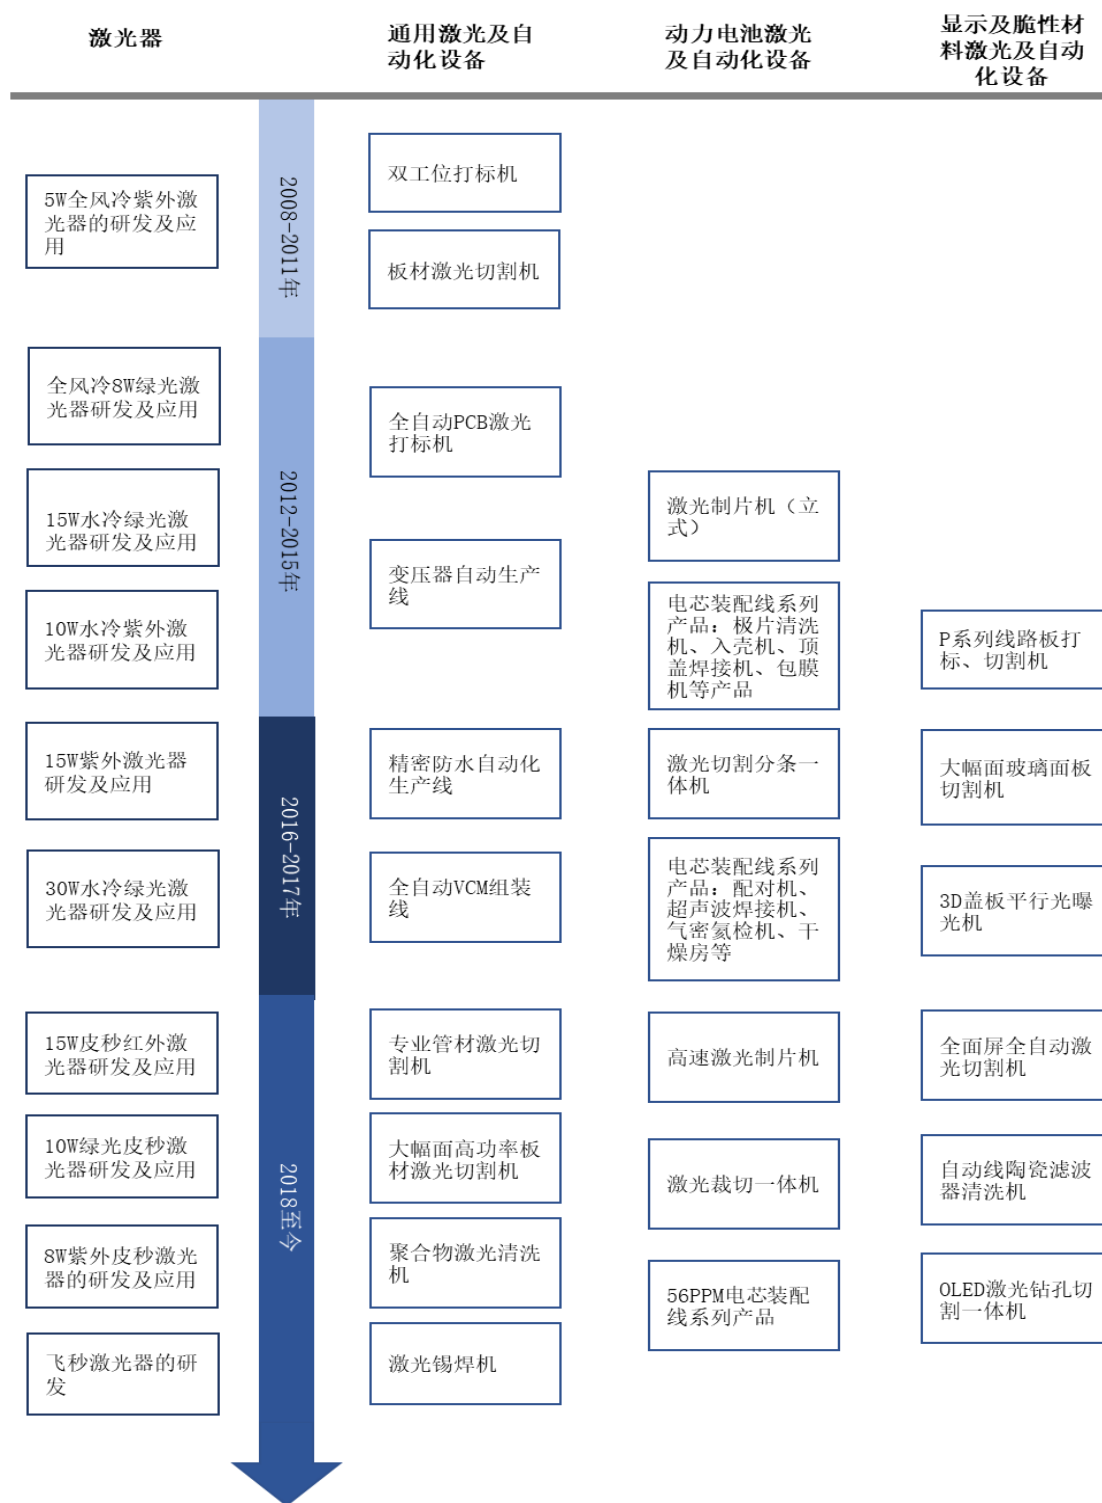 激光器
通用激光及自
动化设备
动力电池激光
及自动化设备
显示及脆性材
料激光及自动
化设备
2008-2011年
5W全风冷紫外激
光器的研发及应
用
双工位打标机
板材激光切割机
2012-2015年
全风冷8W绿光激
光器研发及应用
15W水冷绿光激
光器研发及应用
10W水冷紫外激
光器研发及应用
全自动PCB激光
打标机
变压器自动生产
线
激光制片机（立
式）
电芯装配线系列
产品：极片清洗
机、入壳机、顶
盖焊接机、包膜
机等产品
P系列线路板打
标、切割机
2016-2017年
15W紫外激光器
研发及应用
30W水冷绿光激
光器研发及应用
精密防水自动化
生产线
全自动VCM组装
线
激光切割分条一
体机
电芯装配线系列
产品：配对机、
超声波焊接机、
气密氦检机、干
燥房等
大幅面玻璃面板
切割机
3D盖板平行光曝
光机
2018至今
15W皮秒红外激
光器研发及应用
10W绿光皮秒激
光器研发及应用
8W紫外皮秒激光
器的研发及应用
飞秒激光器的研
发
专业管材激光切
割机
大幅面高功率板
材激光切割机
聚合物激光清洗
机
激光锡焊机
高速激光制片机
激光裁切一体机
56PPM电芯装配
线系列产品
全面屏全自动激
光切割机
自动线陶瓷滤波
器清洗机
OLED激光钻孔切
割一体机